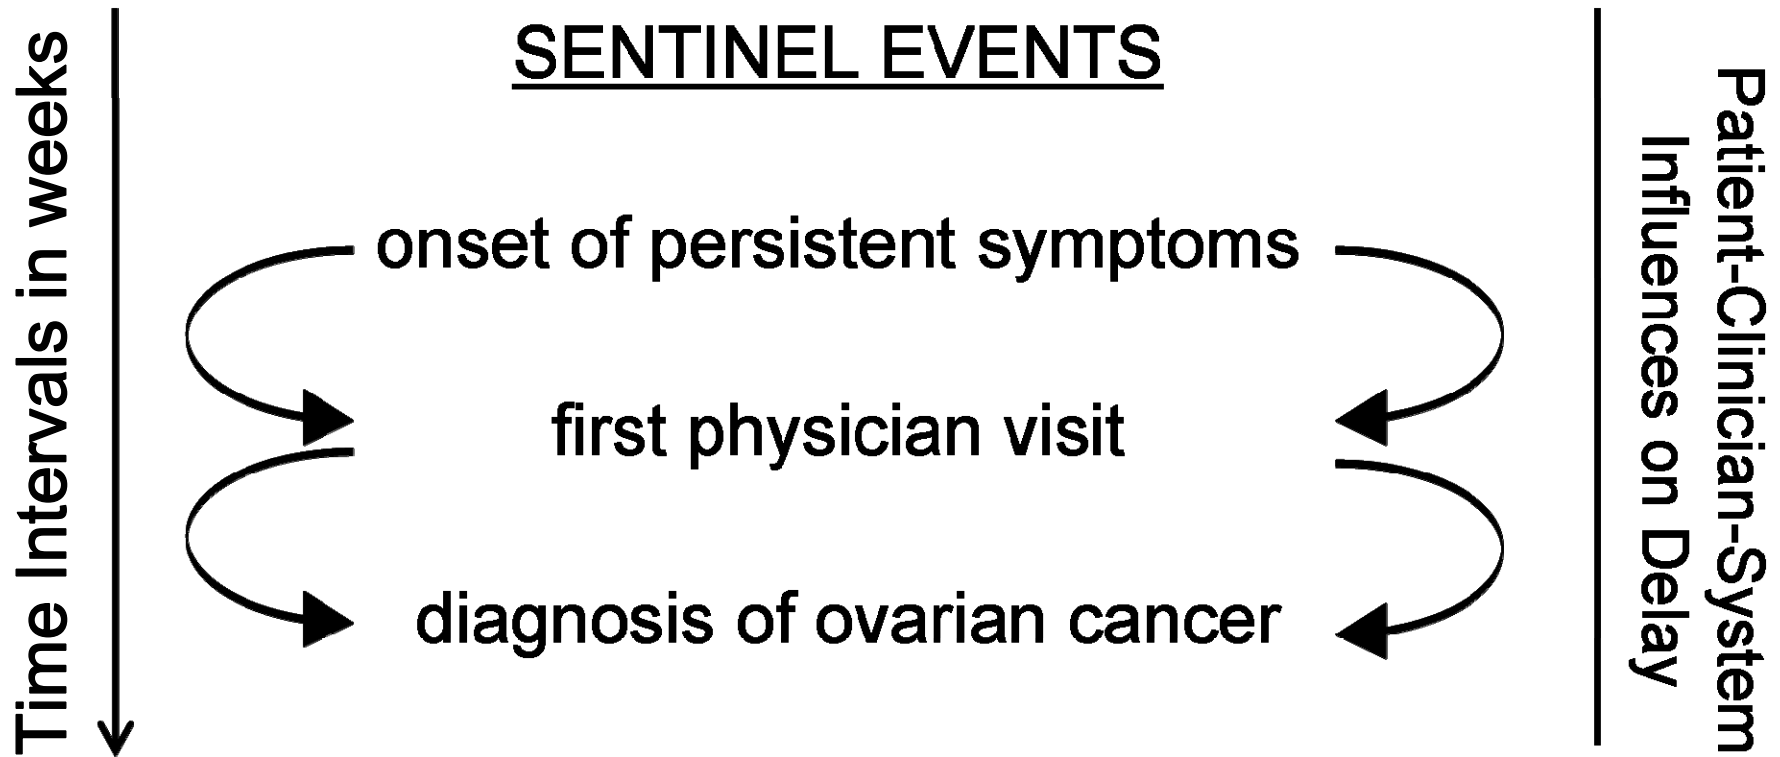 Time Intervals in weeks
SENTINEL EVENTS
onset of persistent symptoms
first physician visit
diagnosis of ovarian cancer
Patient-Clinician-System
Influences on Delay